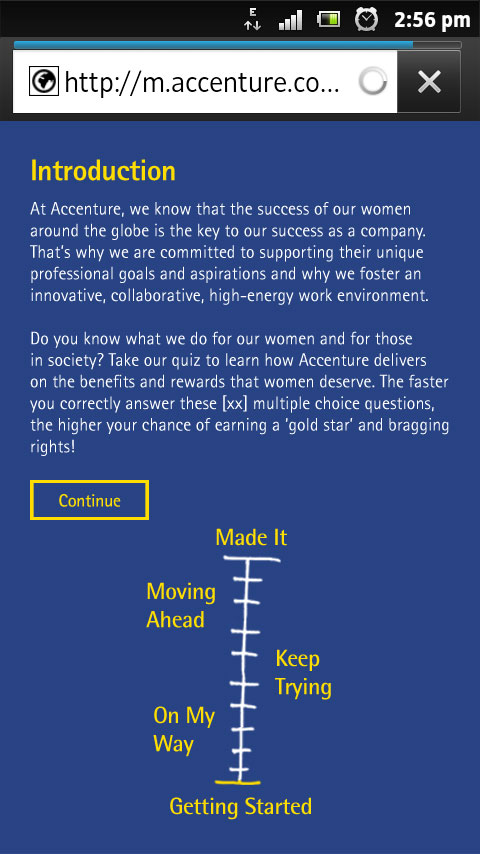 E
2:56 pm
http://m.accenture.co...
Introduction
At Accenture, we know that the success of our women
around the globe is the key to our success as a company.
That's why we are committed to supporting their unique
professional goals and aspirations and why we foster an
innovative, collaborative, high-energy work environment.
Do you know what we do for our women and for those
in society? Take our quiz to learn how Accenture delivers
on the benefits and rewards that women deserve. The faster
you correctly answer these [xx] multiple choice questions,
the higher your chance of earning a 'gold star' and bragging
rights!
Continue
Made It
Moving
Ahead
Keep
Trying
On My
Way
Getting Started